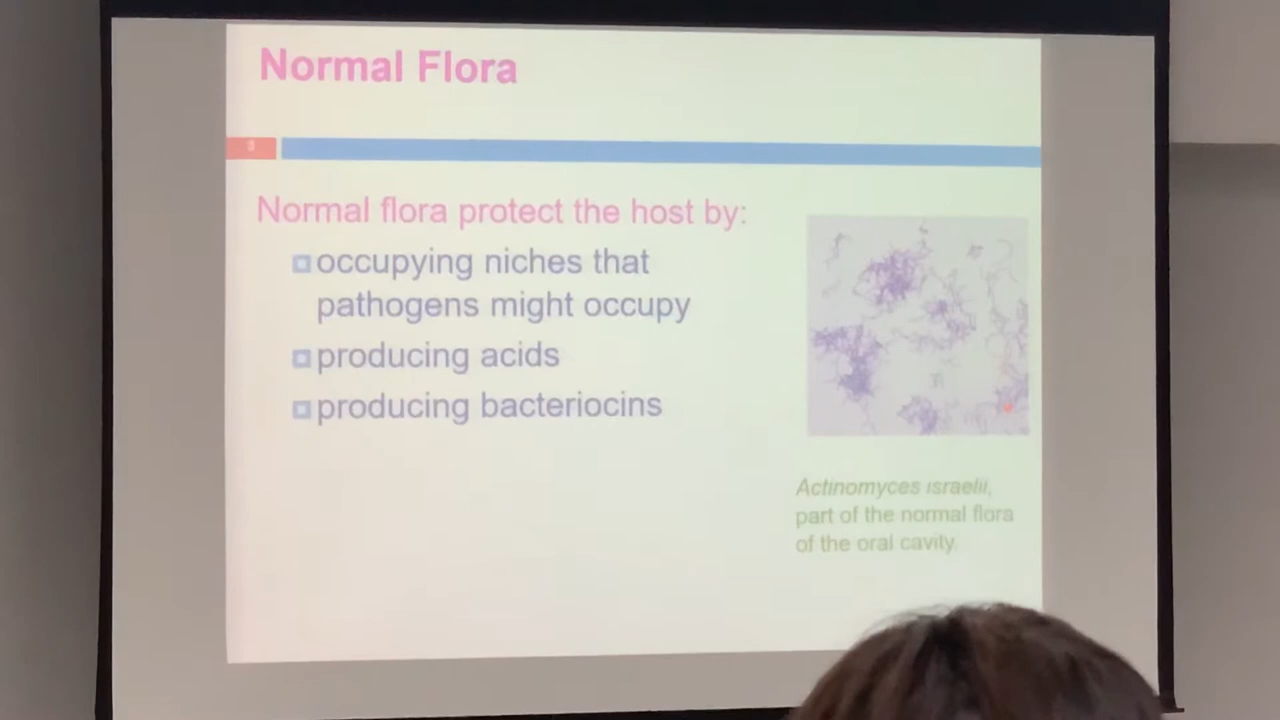 Normal Flora
3
Normal flora protect the host by:
occupying niches that
pathogens might occupy
producing acids
producing bacteriocins
Actinomyces israelii,
part of the normal flora
of the oral cavity.